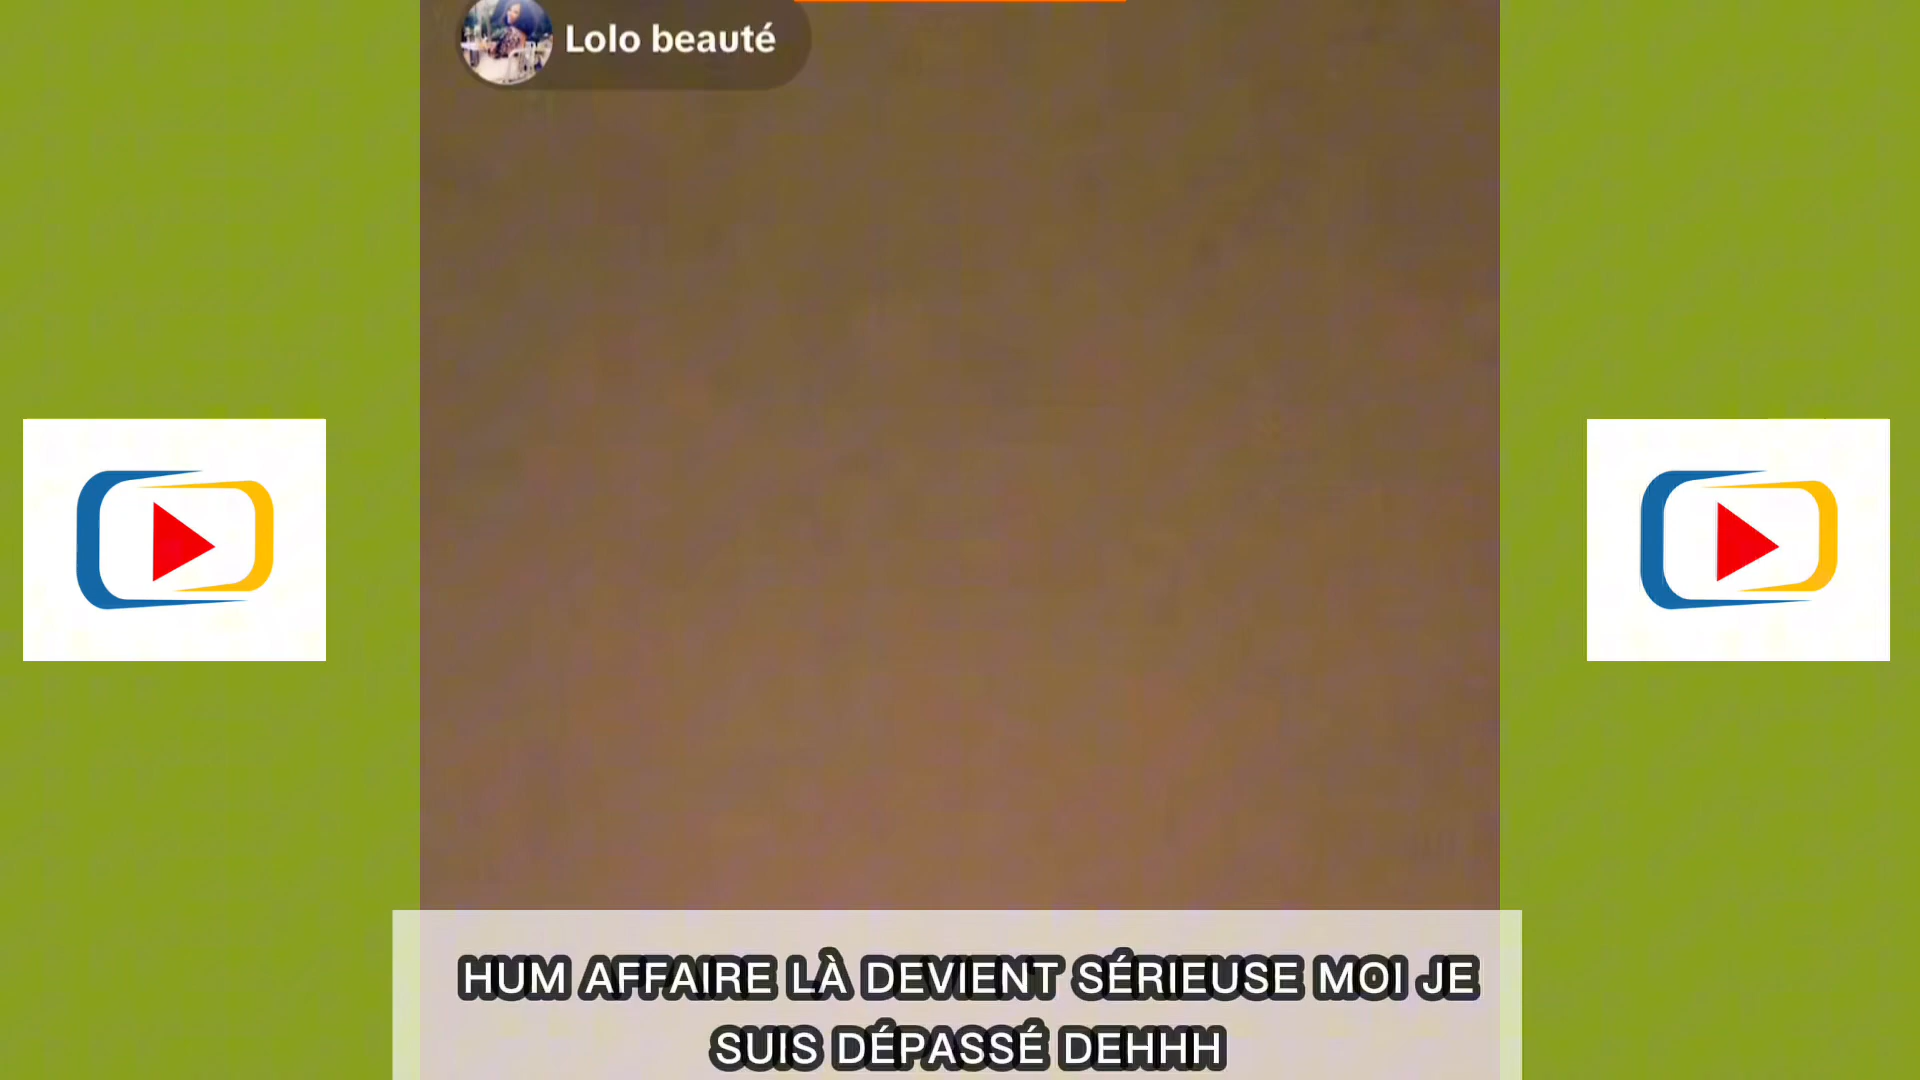 Lolo beauté
HUM AFFAIRE LÀ DEVIENT SÉRIEUSE MOI JE
SUIS DÉPASSÉ DEHHH